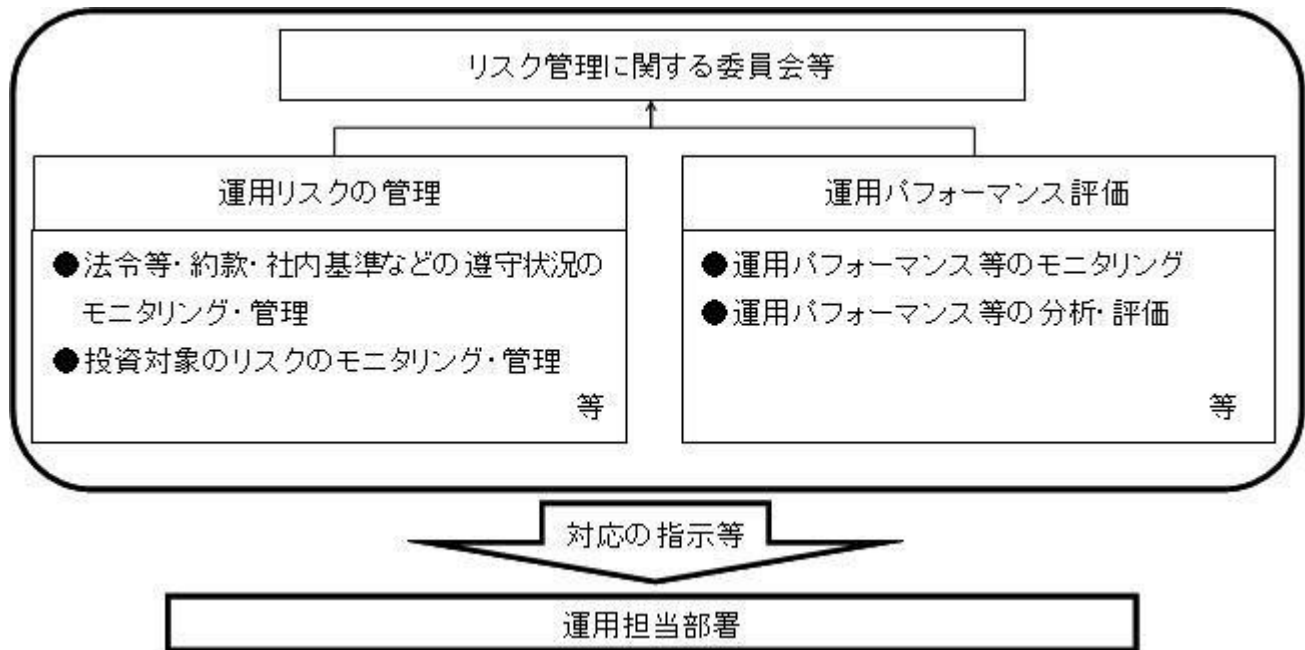 リスク管理に関する委員会等
運用リスクの管理
●法令等・約款・社内基準などの遵守状況の
モニタリング・管理
●投資対象のリスクのモニタリング・管理
等
運用パフォーマンス評価
●運用パフォーマンス等のモニタリング
●運用パフォーマンス等の分析・評価
等
対応の指示等
運用担当部署